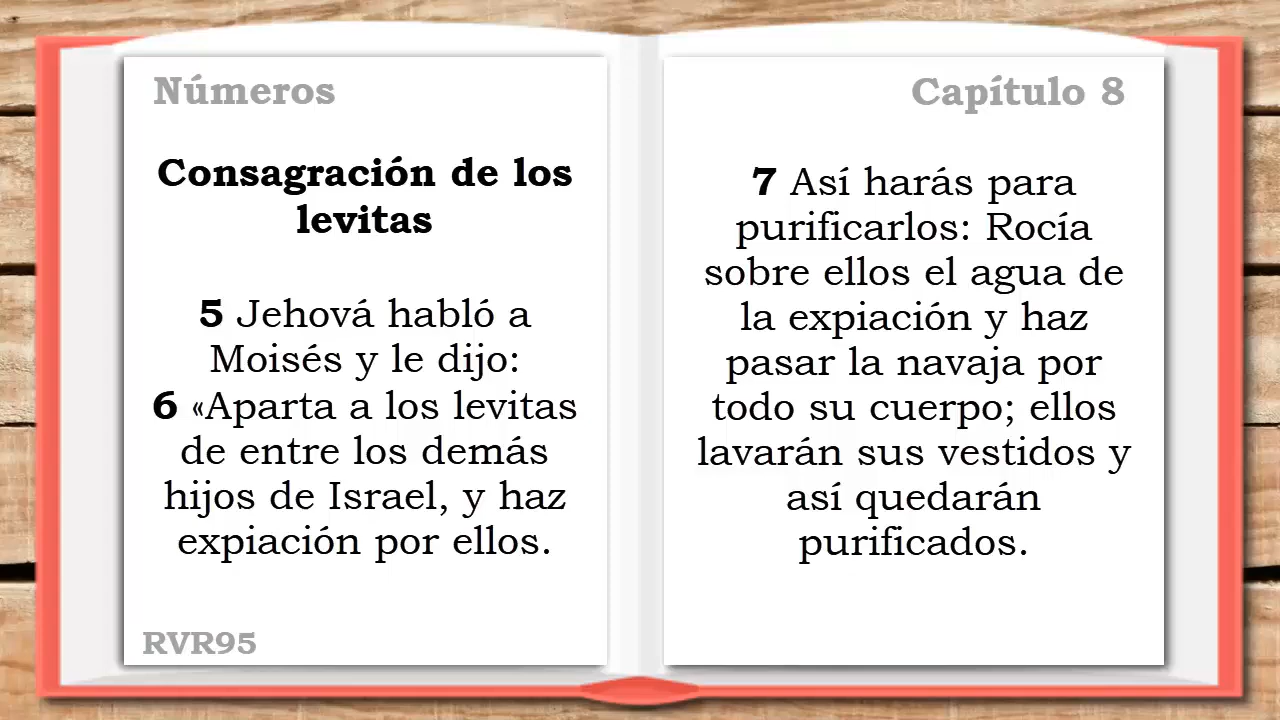 Números
Consagración de los
levitas
5 Jehová habló a
Moisés y le dijo:
6 «Aparta a los levitas
de entre los demás
hijos de Israel, y haz
expiación por ellos.
RVR95
Capítulo 8
7 Así harás para
purificarlos: Rocía
sobre ellos el agua de
la expiación y haz
pasar la navaja por
todo su cuerpo; ellos
lavarán sus vestidos y
así quedarán
purificados.